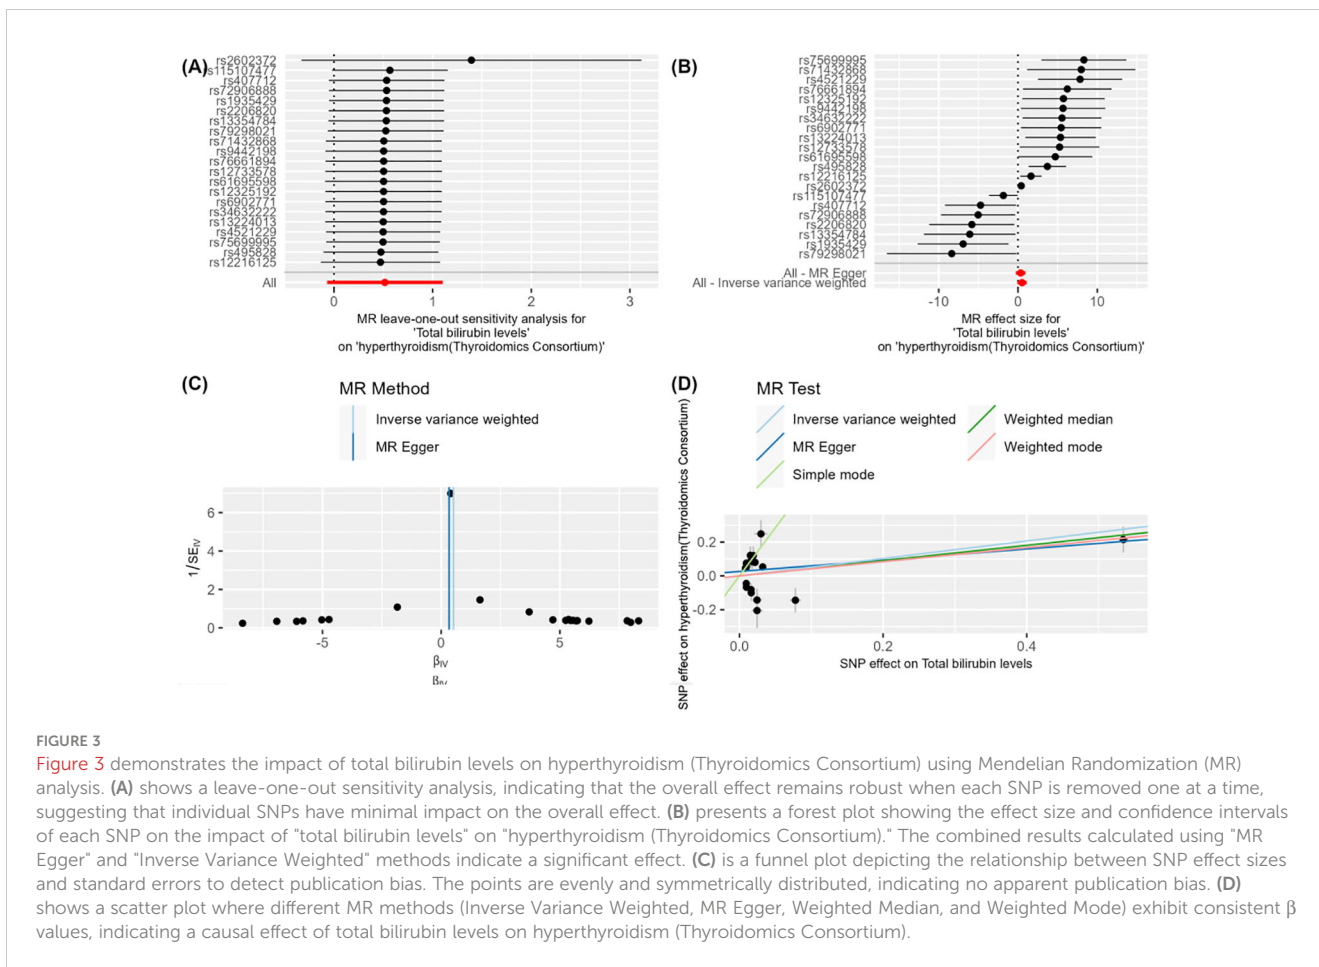 (A)
rs2602372
rs115107477
rs407712
rs72906888
rs1935429
rs2206820
rs13354784
rs79298021
rs71432868
rs9442198
rs76661894
rs12733578
rs61695598
rs12325192
rs6902771
rs34632222
rs13224013
rs4521229
rs75699995
rs495828
rs12216125
All
0 1 2 3
MR leave-one-out sensitivity analysis for
'Total bilirubin levels'
on 'hyperthyroidism(Thyroidomics Consortium)'
(B)
rs75699995
rs71432868
rs4521229
rs76661894
rs12325192
rs9442198
rs34632222
rs6902771
rs13224013
rs12733578
rs61695598
rs495828
rs12216125
rs2602372
rs115107477
rs407712
rs72906888
rs2206820
rs13354784
rs1935429
rs79298021
All - MR Egger
All - Inverse variance weighted
-10 0 10
MR effect size for
'Total bilirubin levels'
on 'hyperthyroidism(Thyroidomics Consortium)'
(C)
MR Method
Inverse variance weighted
MR Egger
1/SEIV
6
4
2
0
-5 0 5
βIV
βIV
(D)
MR Test
Inverse variance weighted
MR Egger
Simple mode
Weighted median
Weighted mode
SNP effect on hyperthyroidism(Thyroidomics Consortium)
0.2
0.0
-0.2
0.0 0.2 0.4
SNP effect on Total bilirubin levels
FIGURE 3
Figure 3 demonstrates the impact of total bilirubin levels on hyperthyroidism (Thyroidomics Consortium) using Mendelian Randomization (MR)
analysis. (A) shows a leave-one-out sensitivity analysis, indicating that the overall effect remains robust when each SNP is removed one at a time,
suggesting that individual SNPs have minimal impact on the overall effect. (B) presents a forest plot showing the effect size and confidence intervals
of each SNP on the impact of "total bilirubin levels" on "hyperthyroidism (Thyroidomics Consortium)." The combined results calculated using "MR
Egger" and "Inverse Variance Weighted" methods indicate a significant effect. (C) is a funnel plot depicting the relationship between SNP effect sizes
and standard errors to detect publication bias. The points are evenly and symmetrically distributed, indicating no apparent publication bias. (D)
shows a scatter plot where different MR methods (Inverse Variance Weighted, MR Egger, Weighted Median, and Weighted Mode) exhibit consistent β
values, indicating a causal effect of total bilirubin levels on hyperthyroidism (Thyroidomics Consortium).